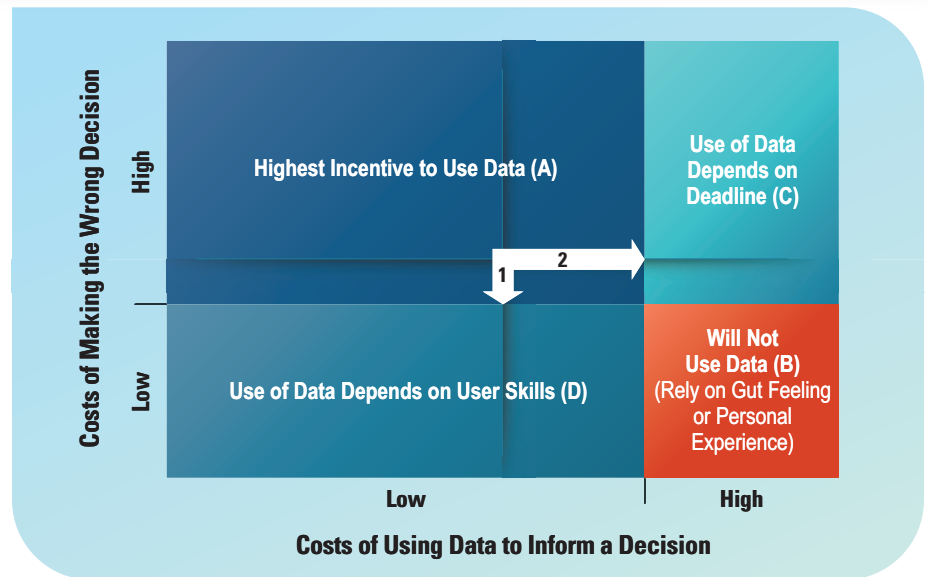 Costs of Making the Wrong Decision
High
Low
Highest Incentive to Use Data (A)
Use of Data
Depends on
Deadline (C)
1
2
Use of Data Depends on User Skills (D)
Will Not
Use Data (B)
(Rely on Gut Feeling
or Personal
Experience)
Low
High
Costs of Using Data to Inform a Decision